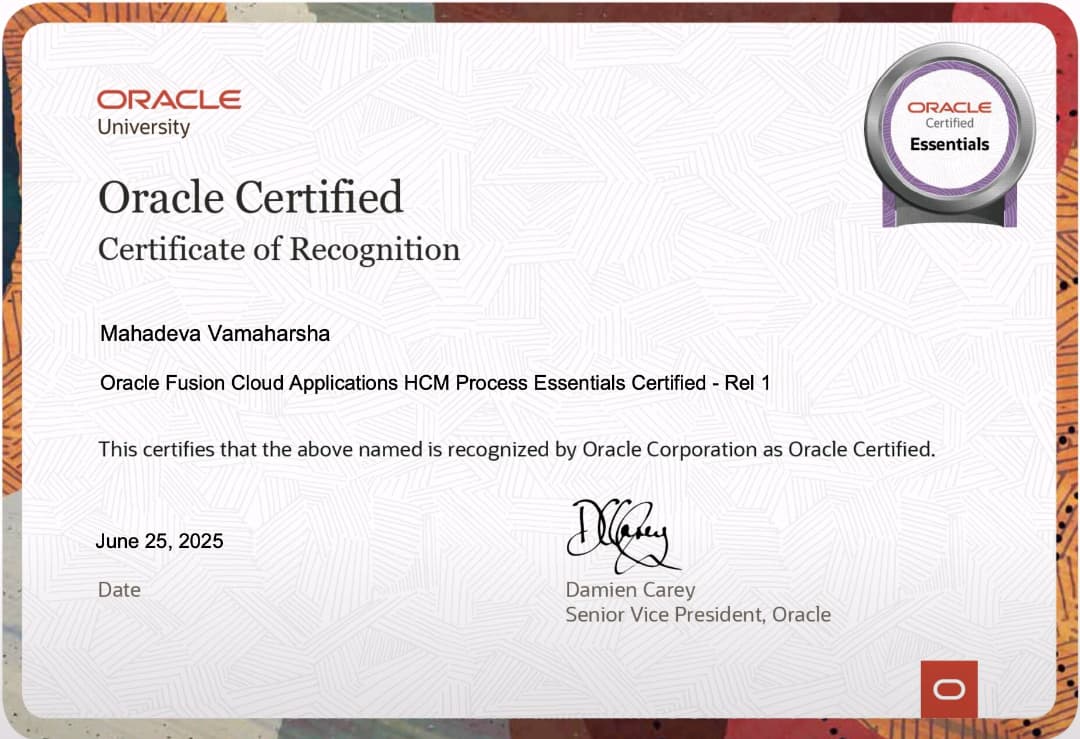 ORACLE
University
ORACLE
Certified
Essentials
Oracle Certified
Certificate of Recognition
Mahadeva Vamaharsha
Oracle Fusion Cloud Applications HCM Process Essentials Certified - Rel 1
This certifies that the above named is recognized by Oracle Corporation as Oracle Certified.
DCarey
June 25, 2025
Date
Damien Carey
Senior Vice President, Oracle